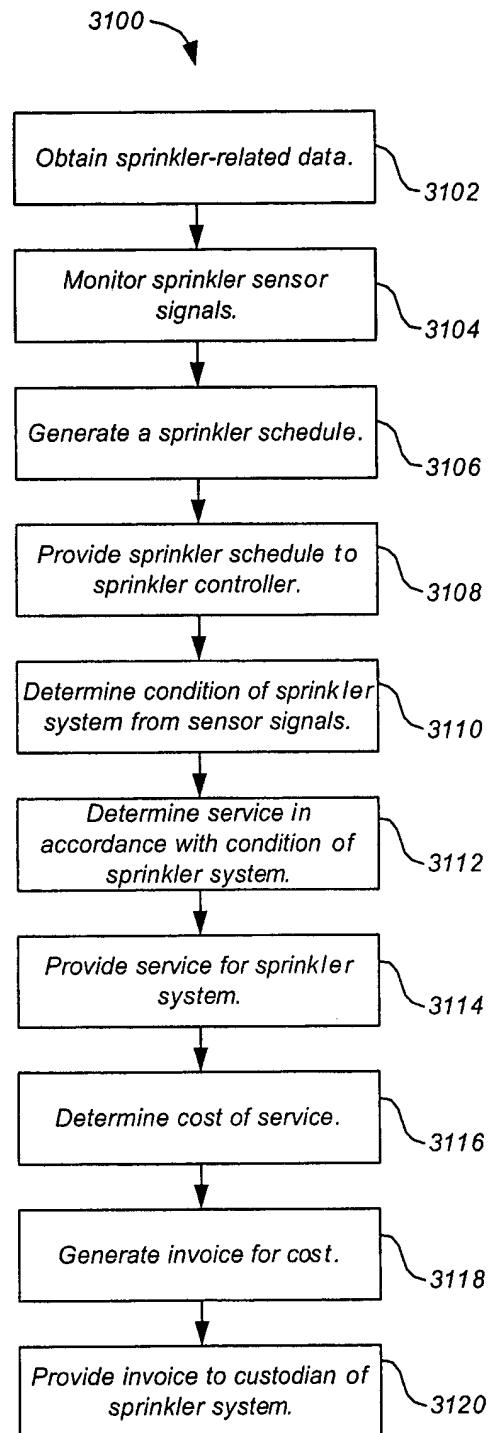 3100
Obtain sprinkler-related data.
3102
Monitor sprinkler sensor
signals.
3104
Generate a sprinkler schedule.
3106
Provide sprinkler schedule to
sprinkler controller.
3108
Determine condition of sprinkler
system from sensor signals.
3110
Determine service in
accordance with condition of
sprinkler system.
3112
Provide service for sprinkler
system.
3114
Determine cost of service.
3116
Generate invoice for cost.
3118
Provide invoice to custodian of
sprinkler system.
3120